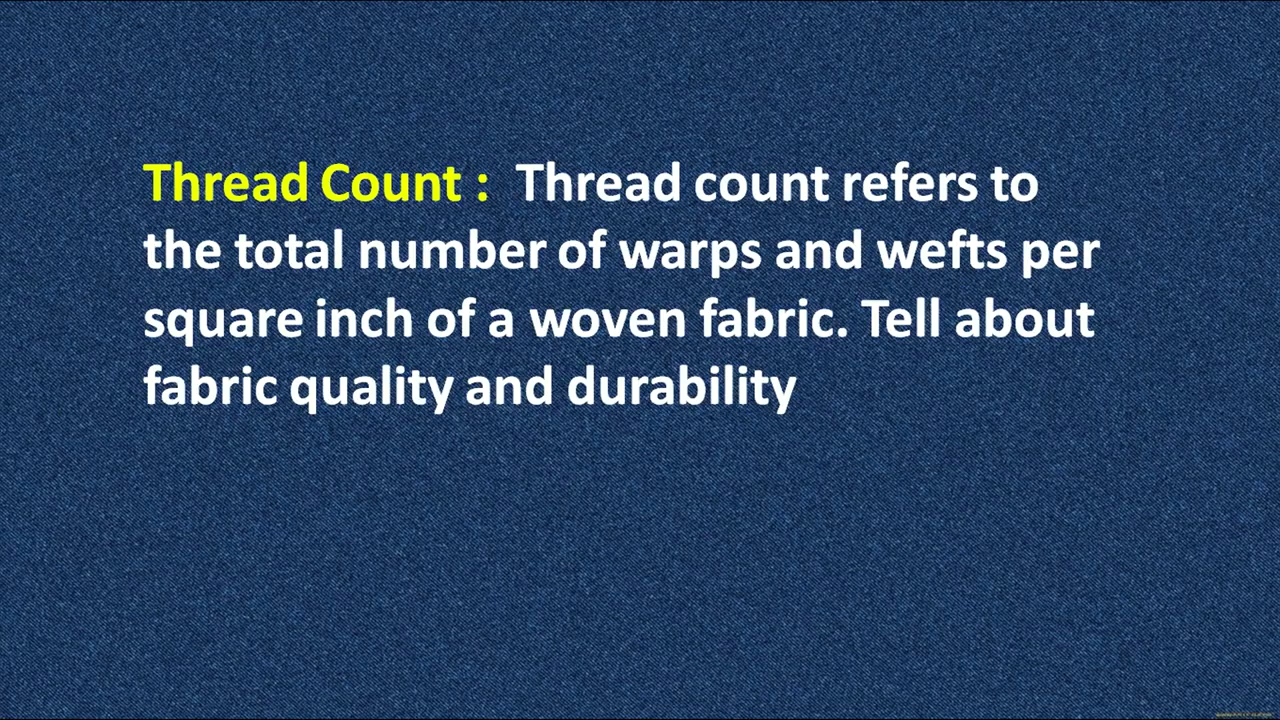 Thread Count :  Thread count refers to
the total number of warps and wefts per
square inch of a woven fabric. Tell about
fabric quality and durability